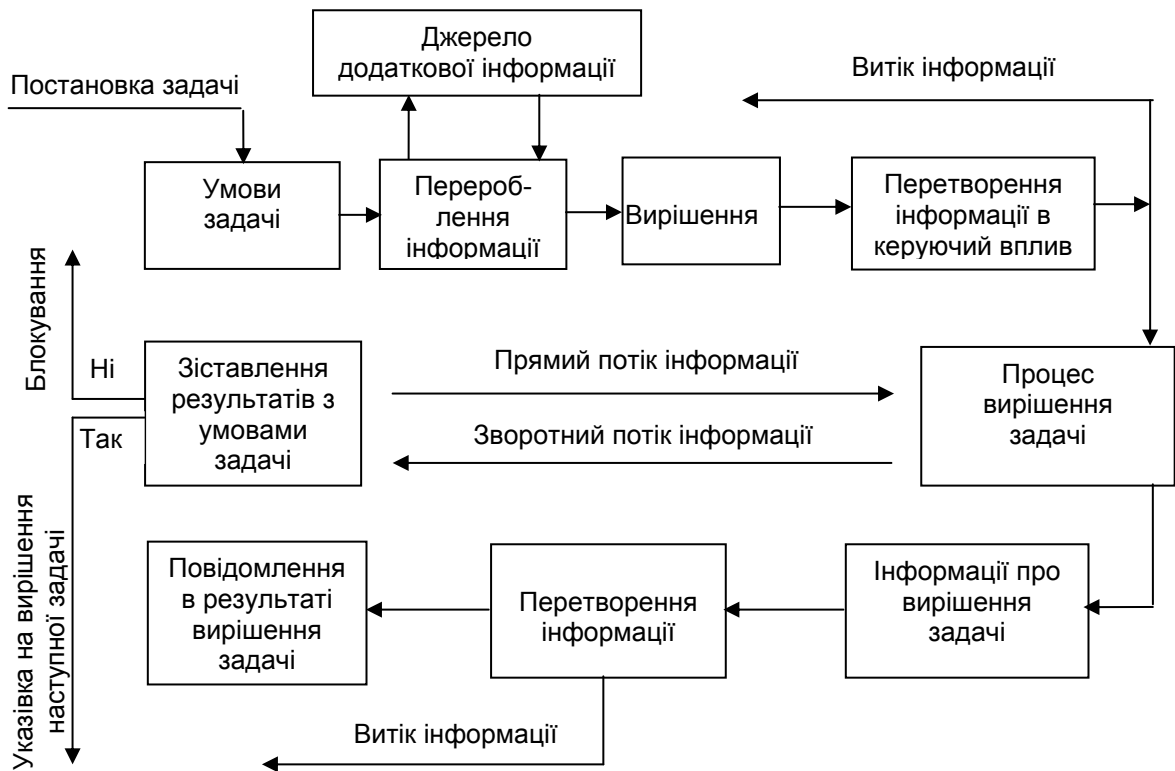 Джерело
додаткової інформації
Постановка задачі
Витік інформації
Умови
задачі
Перероб-
лення
інформації
Вирішення
Перетворення
інформації в
керуючий вплив
Блокування
Ні
Так
Зіставлення
результатів з
умовами
задачі
Прямий потік інформації
Зворотний потік інформації
Процес
вирішення
задачі
Указівка на вирішення
наступної задачі
Повідомлення
в результаті
вирішення
задачі
Перетворення
інформації
Інформації про
вирішення
задачі
Витік інформації